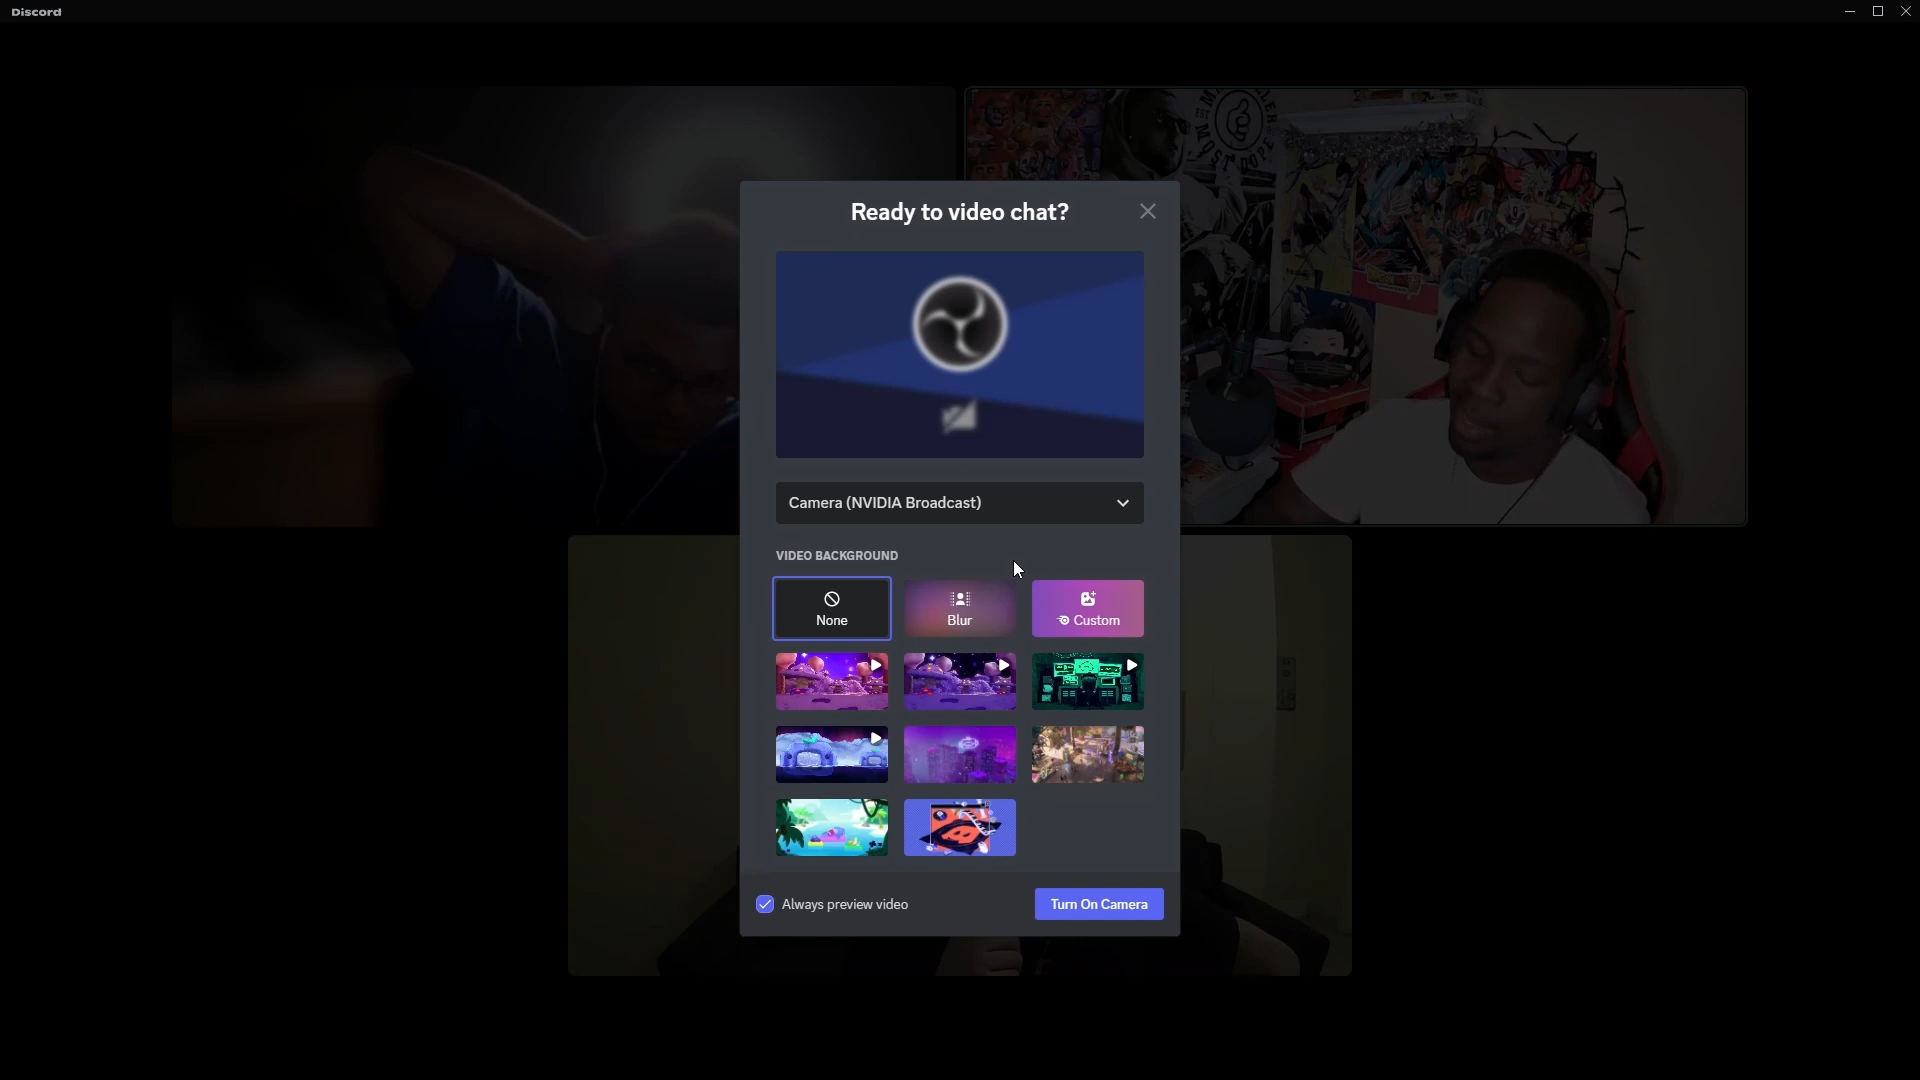 Discord
Ready to video chat?
Camera (NVIDIA Broadcast)
VIDEO BACKGROUND
None
Blur
Custom
Always preview video
Turn On Camera